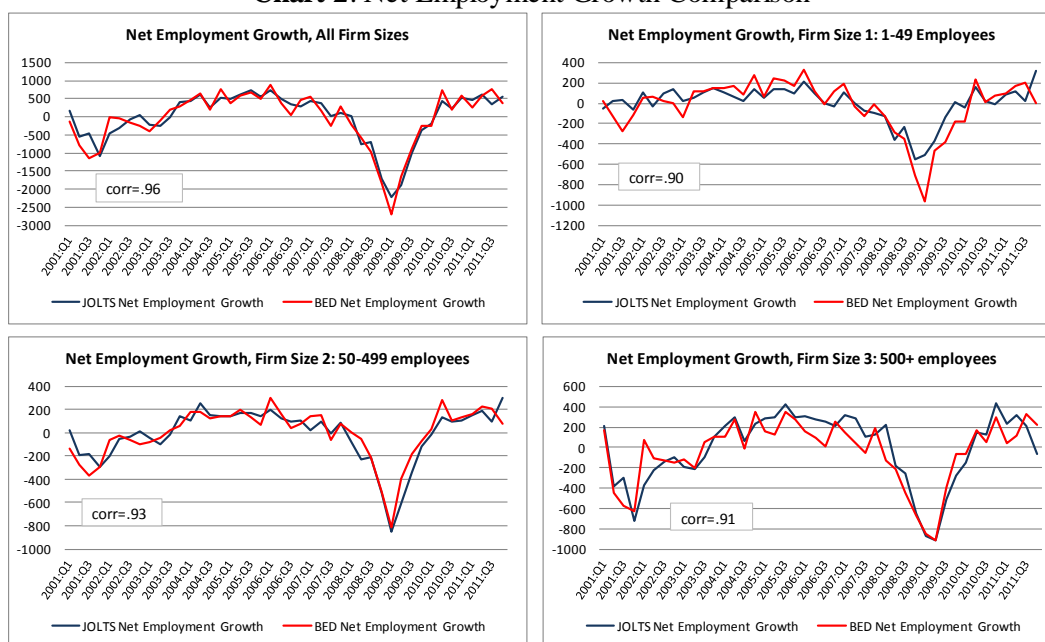 Chart 2: Net Employment Growth Comparison
Net Employment Growth, All Firm Sizes
1500
1000
500
0
-500
-1000
-1500
-2000
-2500
-3000
corr=.96
2001:Q1
2001:Q3
2002:Q1
2002:Q3
2003:Q1
2003:Q3
2004:Q1
2004:Q3
2005:Q1
2005:Q3
2006:Q1
2006:Q3
2007:Q1
2007:Q3
2008:Q1
2008:Q3
2009:Q1
2009:Q3
2010:Q1
2010:Q3
2011:Q1
2011:Q3
JOLTS Net Employment Growth
BED Net Employment Growth
Net Employment Growth, Firm Size 1: 1-49 Employees
400
200
0
-200
-400
-600
-800
-1000
-1200
corr=.90
2001:Q1
2001:Q3
2002:Q1
2002:Q3
2003:Q1
2003:Q3
2004:Q1
2004:Q3
2005:Q1
2005:Q3
2006:Q1
2006:Q3
2007:Q1
2007:Q3
2008:Q1
2008:Q3
2009:Q1
2009:Q3
2010:Q1
2010:Q3
2011:Q1
2011:Q3
JOLTS Net Employment Growth
BED Net Employment Growth
Net Employment Growth, Firm Size 2: 50-499 employees
400
200
0
-200
-400
-600
-800
-1000
corr=.93
2001:Q1
2001:Q3
2002:Q1
2002:Q3
2003:Q1
2003:Q3
2004:Q1
2004:Q3
2005:Q1
2005:Q3
2006:Q1
2006:Q3
2007:Q1
2007:Q3
2008:Q1
2008:Q3
2009:Q1
2009:Q3
2010:Q1
2010:Q3
2011:Q1
2011:Q3
JOLTS Net Employment Growth
BED Net Employment Growth
Net Employment Growth, Firm Size 3: 500+ employees
600
400
200
0
-200
-400
-600
-800
-1000
corr=.91
2001:Q1
2001:Q3
2002:Q1
2002:Q3
2003:Q1
2003:Q3
2004:Q1
2004:Q3
2005:Q1
2005:Q3
2006:Q1
2006:Q3
2007:Q1
2007:Q3
2008:Q1
2008:Q3
2009:Q1
2009:Q3
2010:Q1
2010:Q3
2011:Q1
2011:Q3
JOLTS Net Employment Growth
BED Net Employment Growth